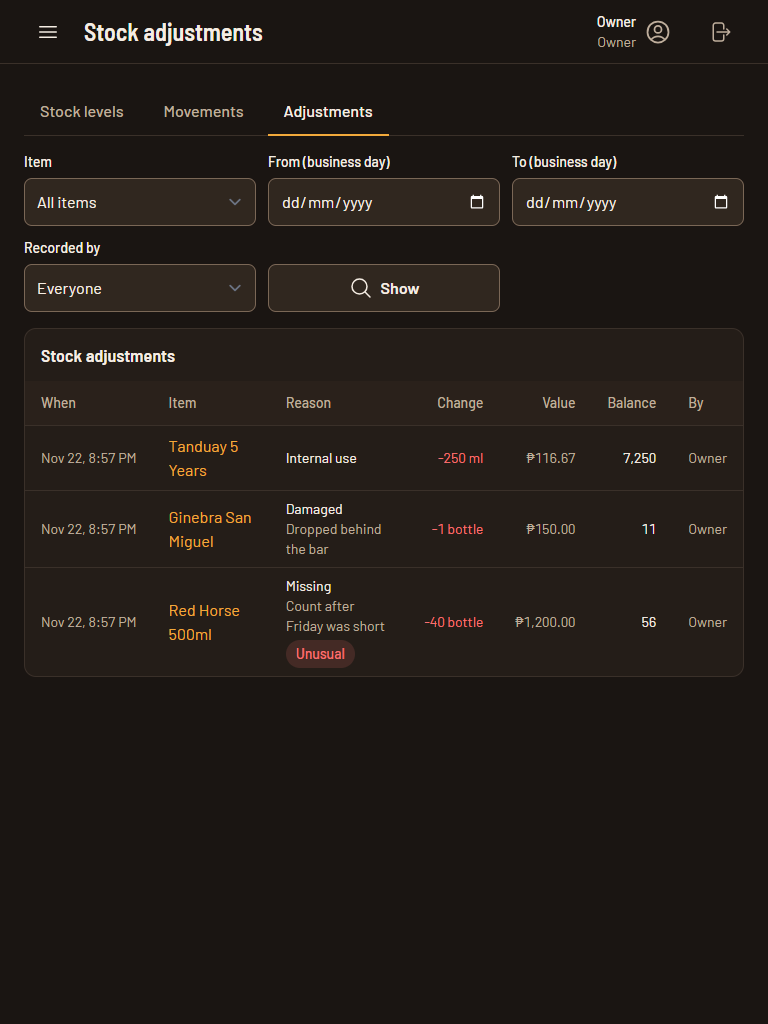 Stock adjustments
Owner
Owner
Stock levels
Movements
Adjustments
Item
From (business day)
To (business day)
All items
dd/mm/yyyy
dd/mm/yyyy
Recorded by
Everyone
Show
Stock adjustments
When Item Reason Change Value Balance By
Nov 22, 8:57 PM
Tanduay 5
Years
Internal use
-250 ml
₱116.67
7,250
Owner
Nov 22, 8:57 PM
Ginebra San
Miguel
Damaged
Dropped behind
the bar
-1 bottle
₱150.00
11
Owner
Nov 22, 8:57 PM
Red Horse
500ml
Missing
Count after
Friday was short
Unusual
-40 bottle
₱1,200.00
56
Owner